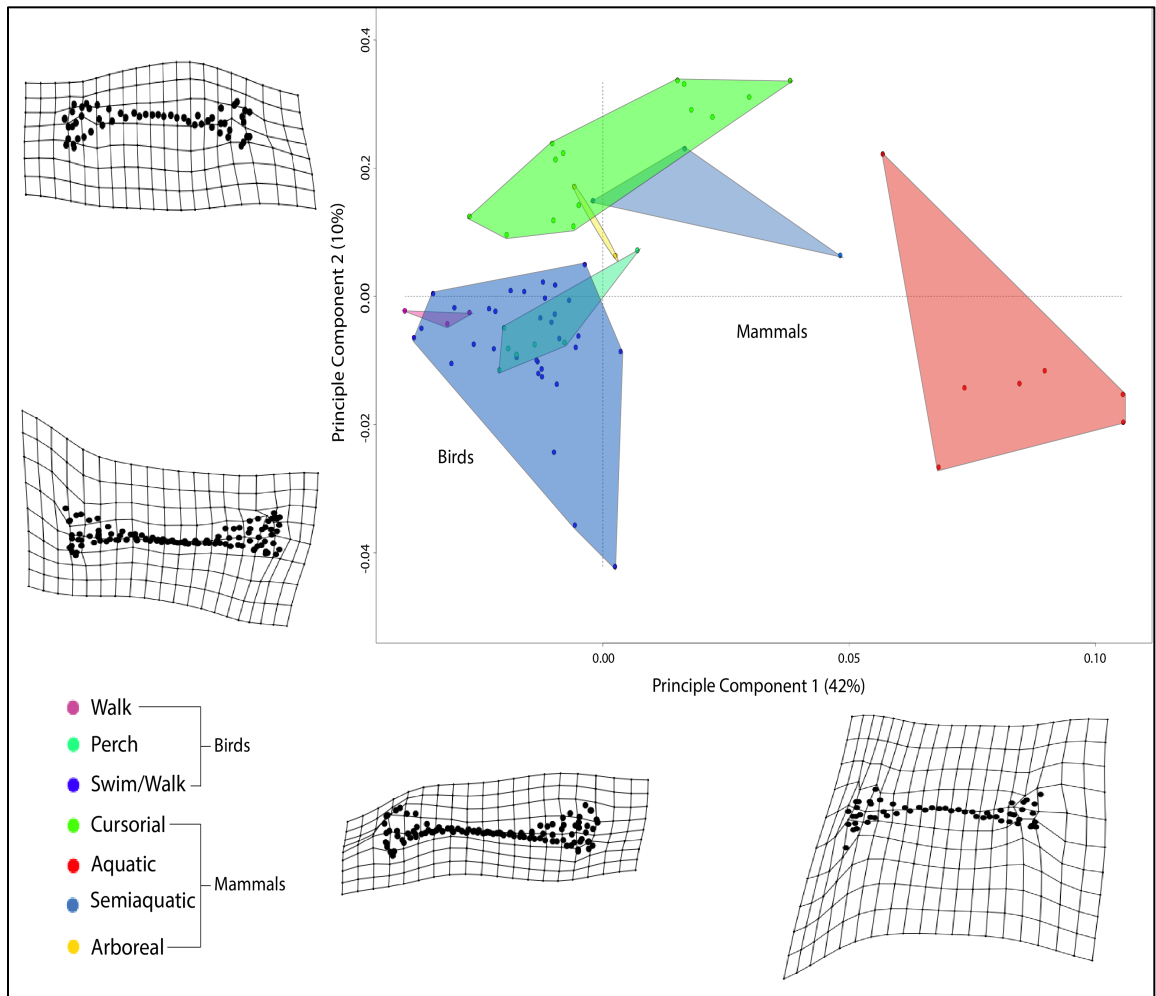 00.4
00.2
0.00
-0.02
-0.04
Principle Component 2 (10%)
Mammals
Birds
0.00
0.05
0.10
Principle Component 1 (42%)
Walk
Perch
Swim/Walk
Birds
Cursorial
Aquatic
Semiaquatic
Arboreal
Mammals